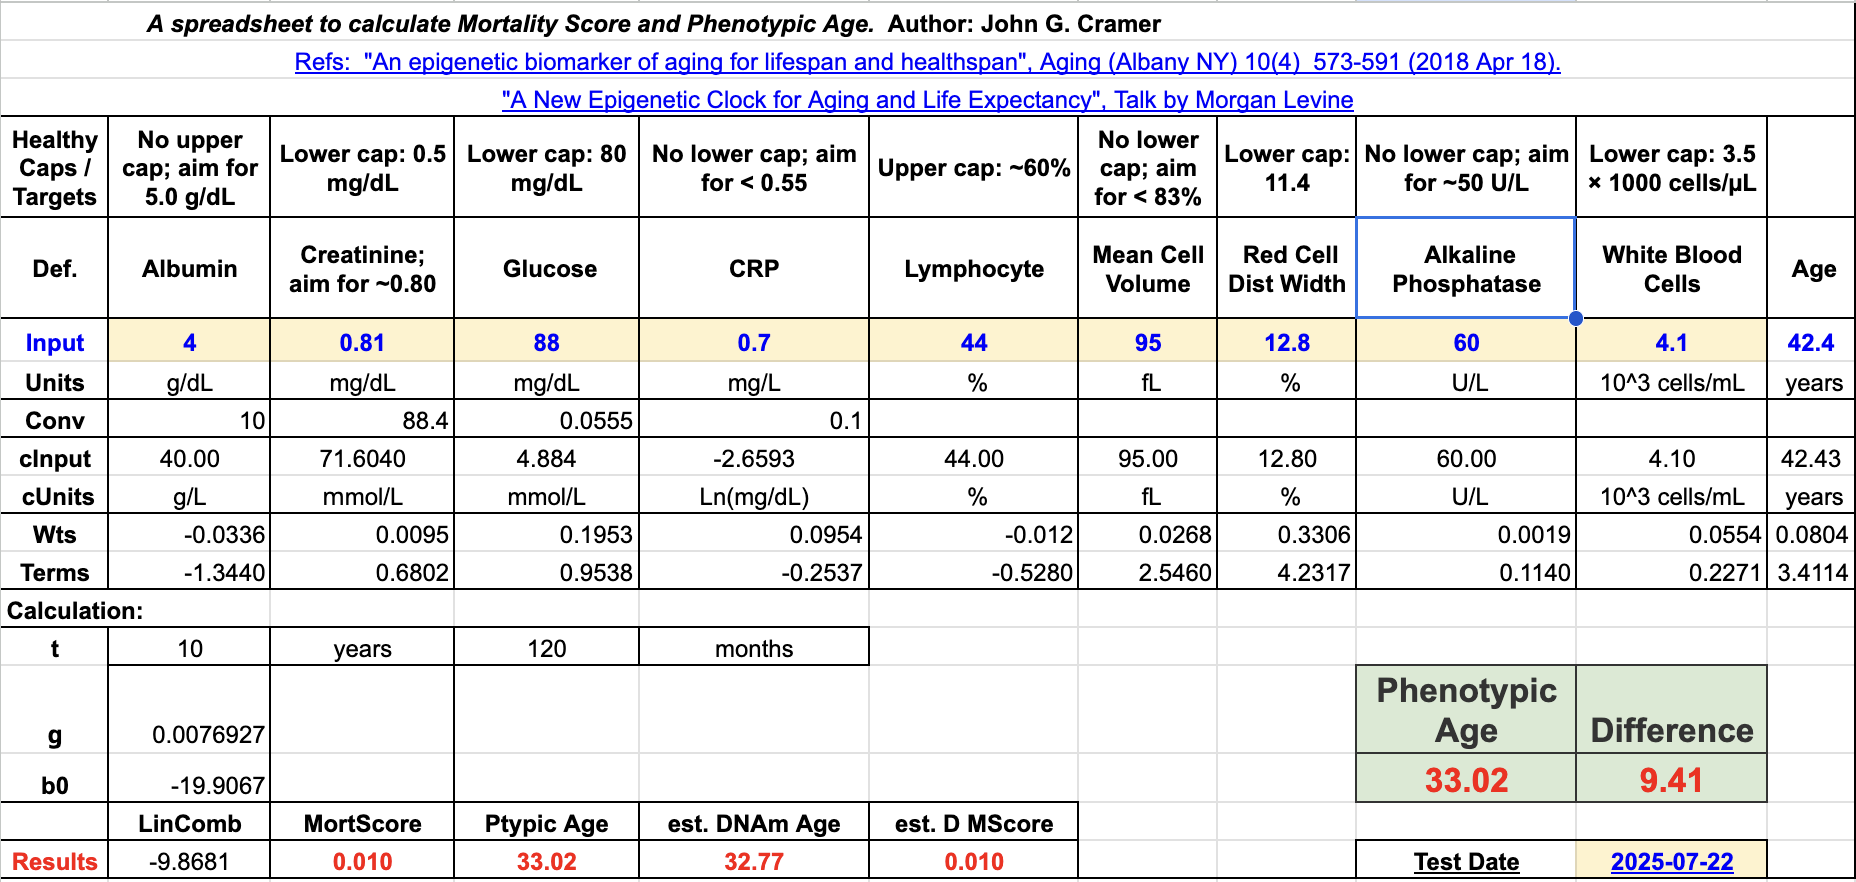 A spreadsheet to calculate Mortality Score and Phenotypic Age.  Author: John G. Cramer
Refs:  "An epigenetic biomarker of aging for lifespan and healthspan", Aging (Albany NY) 10(4)  573-591 (2018 Apr 18).
"A New Epigenetic Clock for Aging and Life Expectancy", Talk by Morgan Levine
Healthy Caps / Targets	No upper cap; aim for 5.0 g/dL	Lower cap: 0.5 mg/dL	Lower cap: 80 mg/dL	No lower cap; aim for < 0.55	Upper cap: ~60%	No lower cap; aim for < 83%	Lower cap: 11.4	No lower cap; aim for ~50 U/L	Lower cap: 3.5 × 1000 cells/µL
Def.	Albumin	Creatinine; aim for ~0.80	Glucose	CRP	Lymphocyte	Mean Cell Volume	Red Cell Dist Width	Alkaline Phosphatase	White Blood Cells	Age
Input	4	0.81	88	0.7	44	95	12.8	60	4.1	42.4
Units	g/dL	mg/dL	mg/dL	mg/L	%	fL	%	U/L	10^3 cells/mL	years
Conv	10	88.4	0.0555	0.1
cInput	40.00	71.6040	4.884	-2.6593	44.00	95.00	12.80	60.00	4.10	42.43
cUnits	g/L	mmol/L	mmol/L	Ln(mg/dL)	%	fL	%	U/L	10^3 cells/mL	years
Wts	-0.0336	0.0095	0.1953	0.0954	-0.012	0.0268	0.3306	0.0019	0.0554	0.0804
Terms	-1.3440	0.6802	0.9538	-0.2537	-0.5280	2.5460	4.2317	0.1140	0.2271	3.4114
Calculation:
t	10	years	120	months
g	0.0076927	Phenotypic Age	Difference
b0	-19.9067	33.02	9.41
LinComb	MortScore	Ptypic Age	est. DNAm Age	est. D MScore
Results	-9.8681	0.010	33.02	32.77	0.010	Test Date	2025-07-22